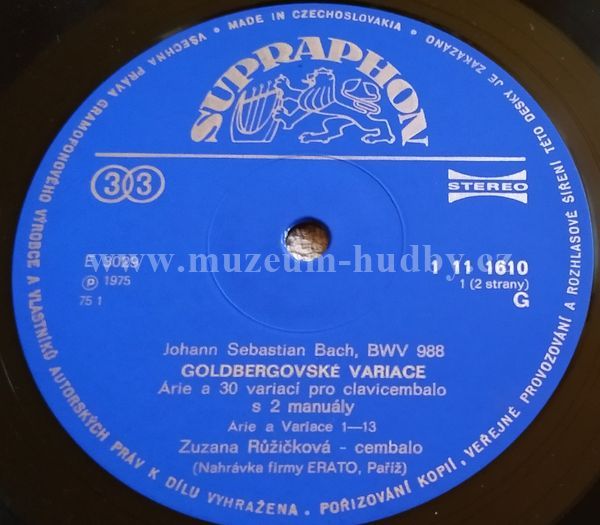 VŠECHNA PRÁVA GRAMOFONOVÉHO VÝROBCE A VLASTNÍKŮ AUTORSKÝCH PRÁV K DÍLU VYHRAŽENA. POŘIZOVÁNÍ KOPIÍ, VEŘEJNÉ PROVOZOVÁNÍ A ROZHLASOVÉ ŠÍŘENÍ TÉTO DESKY JE ZAKÁZÁNO • MADE IN CZECHOSLOVAKIA •
SUPRAPHON
33
STEREO
www.muzeum-hudby.cz
E 3029
1 11 1610
Ⓟ 1975
1 (2 strany)
75 1
G
Johann Sebastian Bach, BWV 988
GOLDBERGOVSKÉ VARIACE
Árie a 30 variací pro clavicembalo
s 2 manuály
Árie a Variace 1—13
Zuzana Růžičková - cembalo
(Nahrávka firmy ERATO, Paříž)